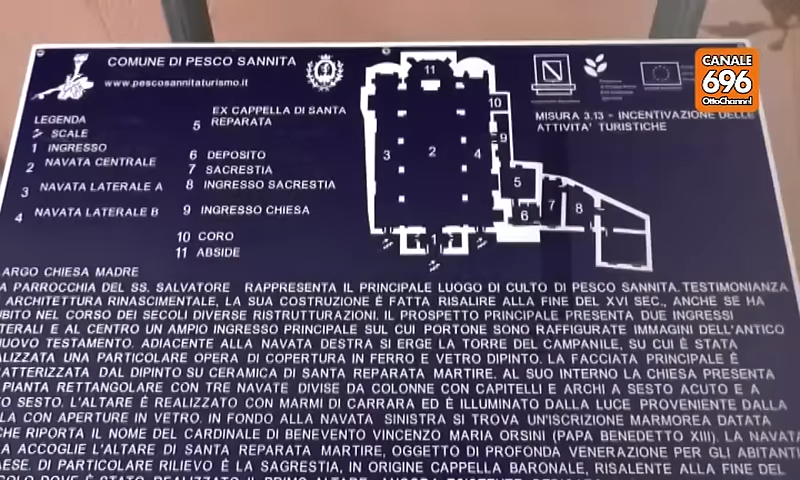 COMUNE DI PESCO SANNITA
www.pescosannitaturismo.it
CANALE
696
OttoChannel
MISURA 3.13 - INCENTIVAZIONE DELLE
ATTIVITA' TURISTICHE
LEGENDA
SCALE
1 INGRESSO
2 NAVATA CENTRALE
3 NAVATA LATERALE A
4 NAVATA LATERALE B
5 EX CAPPELLA DI SANTA
REPARATA
6 DEPOSITO
7 SACRESTIA
8 INGRESSO SACRESTIA
9 INGRESSO CHIESA
10 CORO
11 ABSIDE
11
10
9
3 2 4
5
6 7 8
1
ARGO CHIESA MADRE
A PARROCCHIA DEL SS. SALVATORE RAPPRESENTA IL PRINCIPALE LUOGO DI CULTO DI PESCO SANNITA. TESTIMONIANZA
ARCHITETTURA RINASCIMENTALE, LA SUA COSTRUZIONE È FATTA RISALIRE ALLA FINE DEL XVI SEC., ANCHE SE HA
BITO NEL CORSO DEI SECOLI DIVERSE RISTRUTTURAZIONI. IL PROSPETTO PRINCIPALE PRESENTA DUE INGRESSI
TERALI E AL CENTRO UN AMPIO INGRESSO PRINCIPALE SUL CUI PORTONE SONO RAFFIGURATE IMMAGINI DELL'ANTICO
NUOVO TESTAMENTO. ADIACENTE ALLA NAVATA DESTRA SI ERGE LA TORRE DEL CAMPANILE, SU CUI È STATA
ALIZZATA UNA PARTICOLARE OPERA DI COPERTURA IN FERRO E VETRO DIPINTO. LA FACCIATA PRINCIPALE È
ATTERIZZATA DAL DIPINTO SU CERAMICA DI SANTA REPARATA MARTIRE. AL SUO INTERNO LA CHIESA PRESENTA
PIANTA RETTANGOLARE CON TRE NAVATE DIVISE DA COLONNE CON CAPITELLI E ARCHI A SESTO ACUTO E A
O SESTO. L'ALTARE È REALIZZATO CON MARMI DI CARRARA ED È ILLUMINATO DALLA LUCE PROVENIENTE DALLA
LA CON APERTURE IN VETRO. IN FONDO ALLA NAVATA SINISTRA SI TROVA UN'ISCRIZIONE MARMOREA DATATA
CHE RIPORTA IL NOME DEL CARDINALE DI BENEVENTO VINCENZO MARIA ORSINI (PAPA BENEDETTO XIII). LA NAVATA
A ACCOGLIE L'ALTARE DI SANTA REPARATA MARTIRE, OGGETTO DI PROFONDA VENERAZIONE PER GLI ABITANTI
AESE. DI PARTICOLARE RILIEVO È LA SAGRESTIA, IN ORIGINE CAPPELLA BARONALE, RISALENTE ALLA FINE DEL